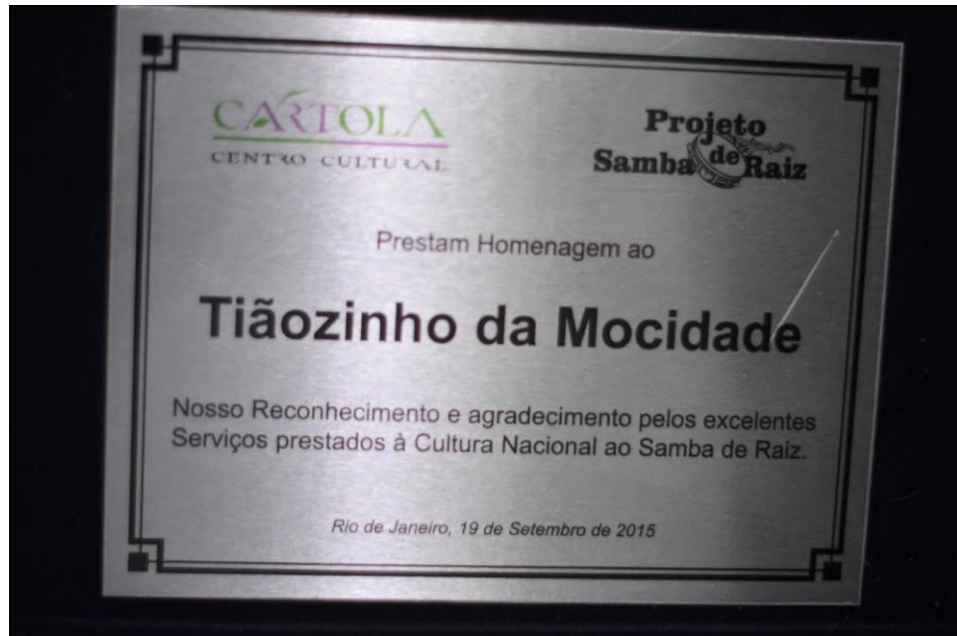 CARTOLA
CENTRO CULTURAL
Projeto
Samba de Raiz
Prestam Homenagem ao
Tiãozinho da Mocidade
Nosso Reconhecimento e agradecimento pelos excelentes
Serviços prestados à Cultura Nacional ao Samba de Raiz.
Rio de Janeiro, 19 de Setembro de 2015